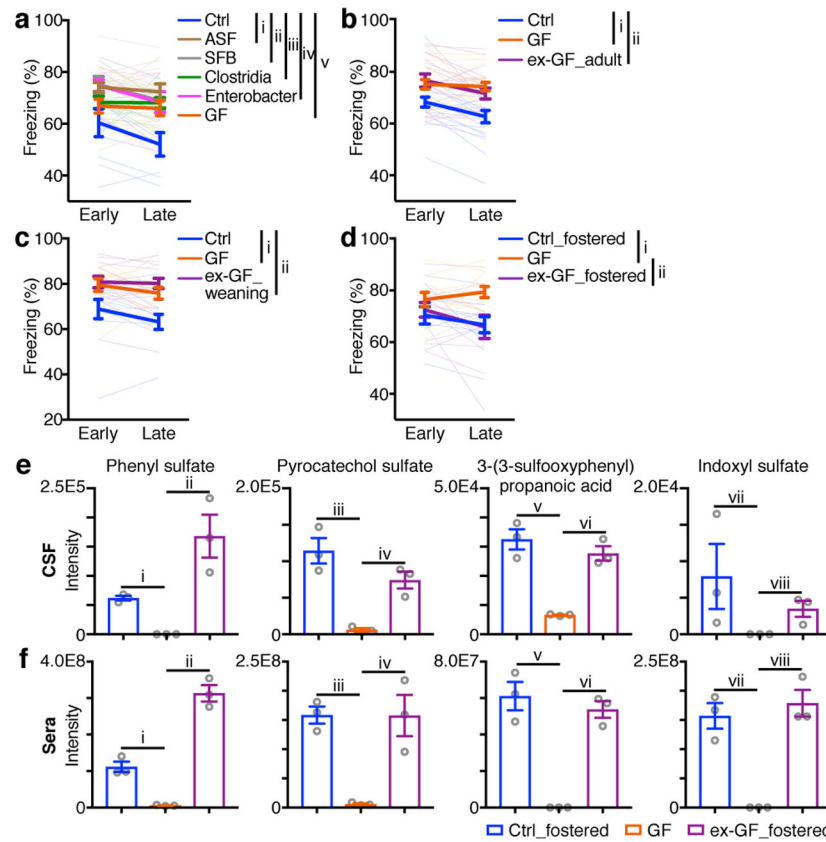 a
100
80
60
40
Freezing (%)
Early Late
Ctrl
ASF
SFB
Clostridia
Enterobacter
GF
i
ii
iii
iv
v
b
100
80
60
40
Freezing (%)
Early Late
Ctrl
GF
ex-GF_adult
i
ii
c
100
80
60
40
20
Freezing (%)
Early Late
Ctrl
GF
ex-GF_
weaning
i
ii
d
100
80
60
40
Freezing (%)
Early Late
Ctrl_fostered
GF
ex-GF_fostered
i
ii
e
Phenyl sulfate
Pyrocatechol sulfate
3-(3-sulfooxyphenyl)
propanoic acid
Indoxyl sulfate
CSF
Intensity
2.5E5
0
i
ii
2.0E5
0
iii
iv
5.0E4
0
v
vi
2.0E4
0
vii
viii
f
Sera
Intensity
4.0E8
0
i
ii
2.5E8
0
iii
iv
8.0E7
0
v
vi
2.5E8
0
vii
viii
Ctrl_fostered GF ex-GF_fostered